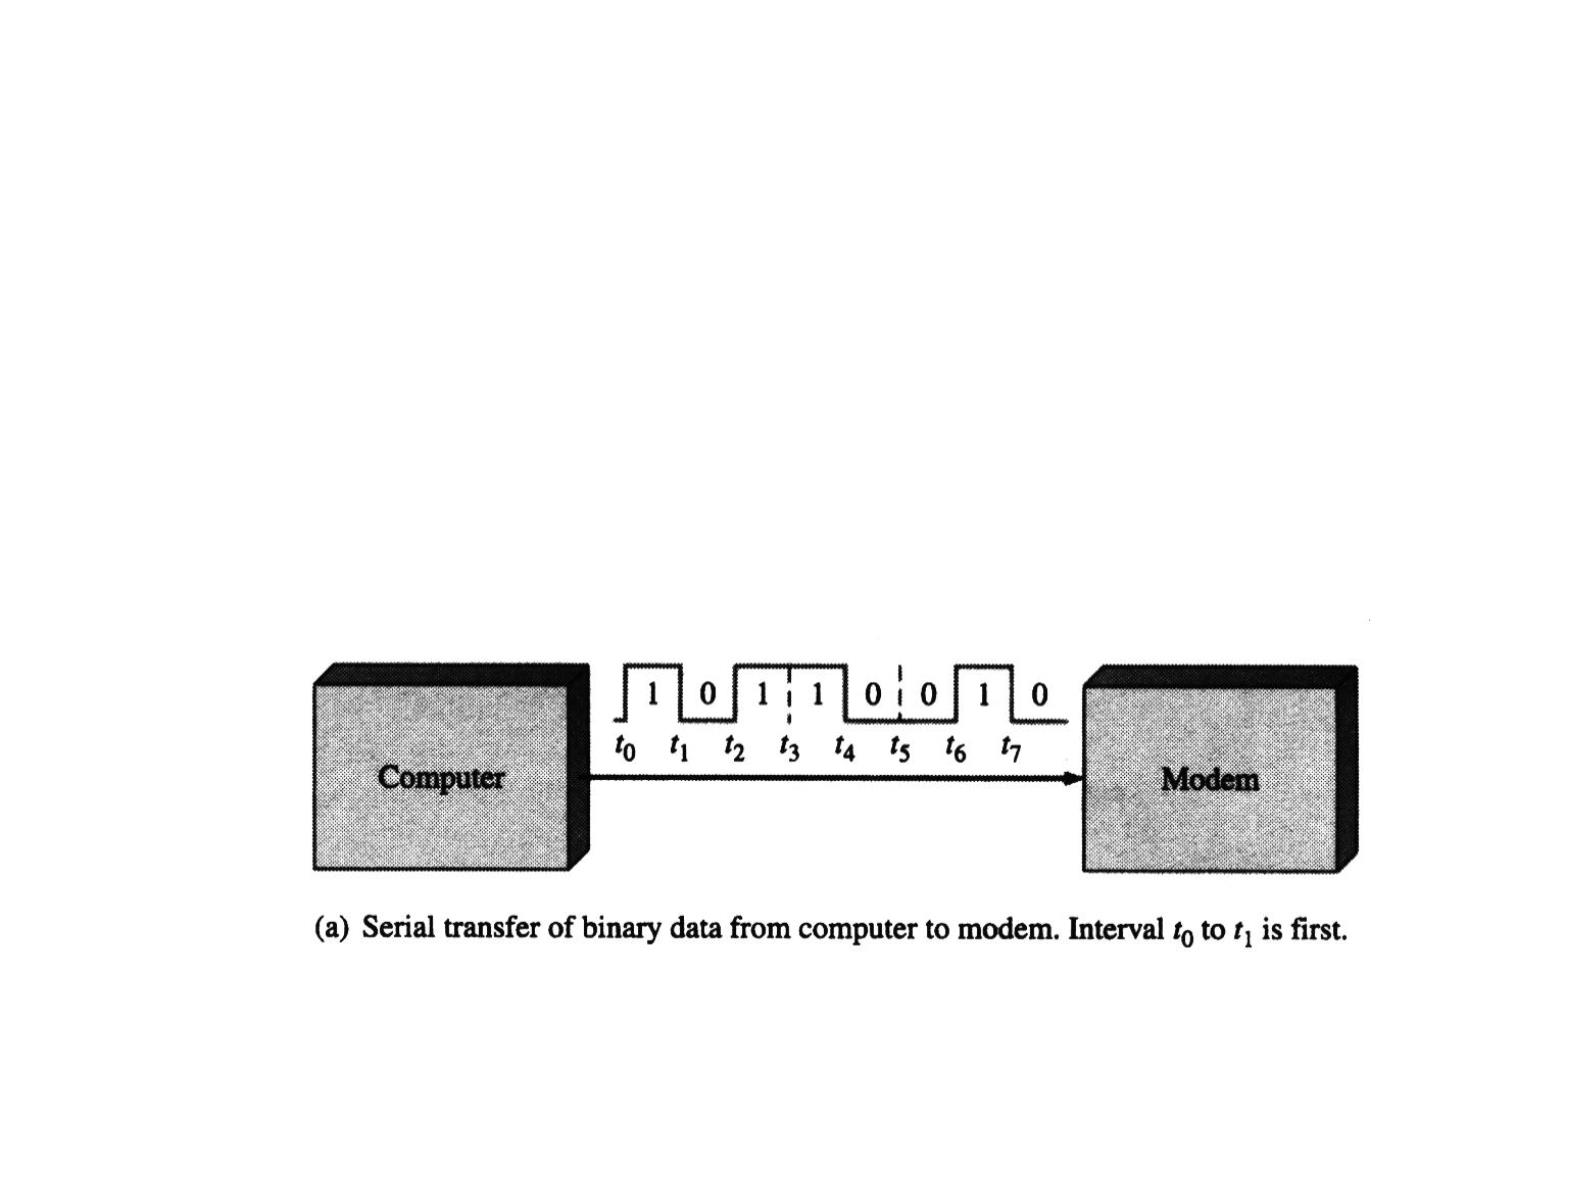 1 0 1 1 0 0 1 0
t0 t1 t2 t3 t4 t5 t6 t7
Computer
Modem
(a) Serial transfer of binary data from computer to modem. Interval t0 to t1 is first.